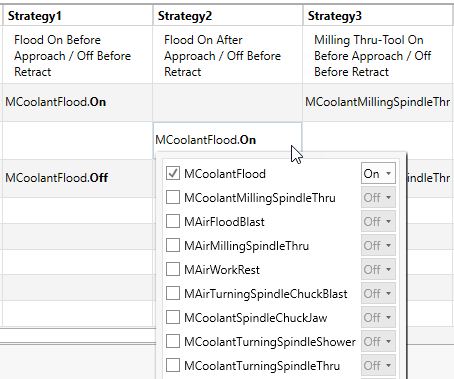 Strategy1 Strategy2 Strategy3
Flood On Before Flood On After Milling Thru-Tool On
Approach / Off Before Approach / Off Before Before Approach / Off
Retract Retract Before Retract
MCoolantFlood.On MCoolantMillingSpindleThr
MCoolantFlood.On
MCoolantFlood ✓ On
MCoolantFlood.Off indleThr
MCoolantMillingSpindleThru Off
MAirFloodBlast Off
MAirMillingSpindleThru Off
MAirWorkRest Off
MAirTurningSpindleChuckBlast Off
MCoolantSpindleChuckJaw Off
MCoolantTurningSpindleShower Off
MCoolantTurningSpindleThru Off